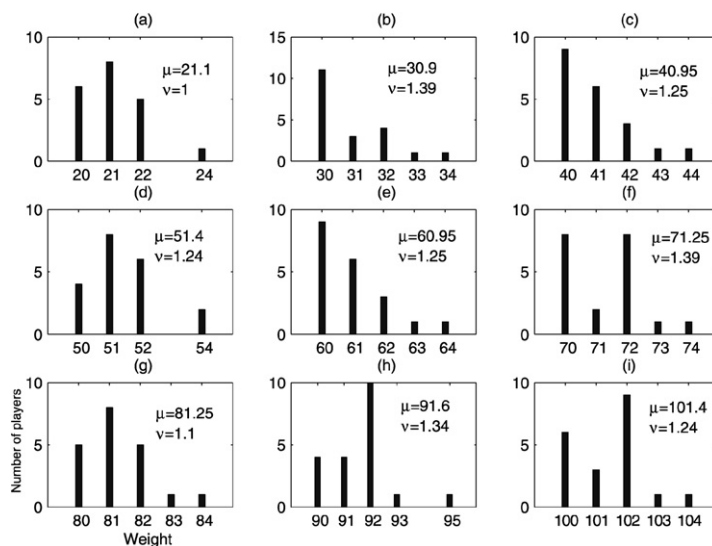 (a)
10
5
0
μ=21.1
ν=1
20 21 22 24
(b)
15
10
5
0
μ=30.9
ν=1.39
30 31 32 33 34
(c)
10
5
0
μ=40.95
ν=1.25
40 41 42 43 44
(d)
10
5
0
μ=51.4
ν=1.24
50 51 52 54
(e)
10
5
0
μ=60.95
ν=1.25
60 61 62 63 64
(f)
10
5
0
μ=71.25
ν=1.39
70 71 72 73 74
(g)
10
5
0
μ=81.25
ν=1.1
80 81 82 83 84
Number of players
Weight
(h)
10
5
0
μ=91.6
ν=1.34
90 91 92 93 95
(i)
10
5
0
μ=101.4
ν=1.24
100 101 102 103 104